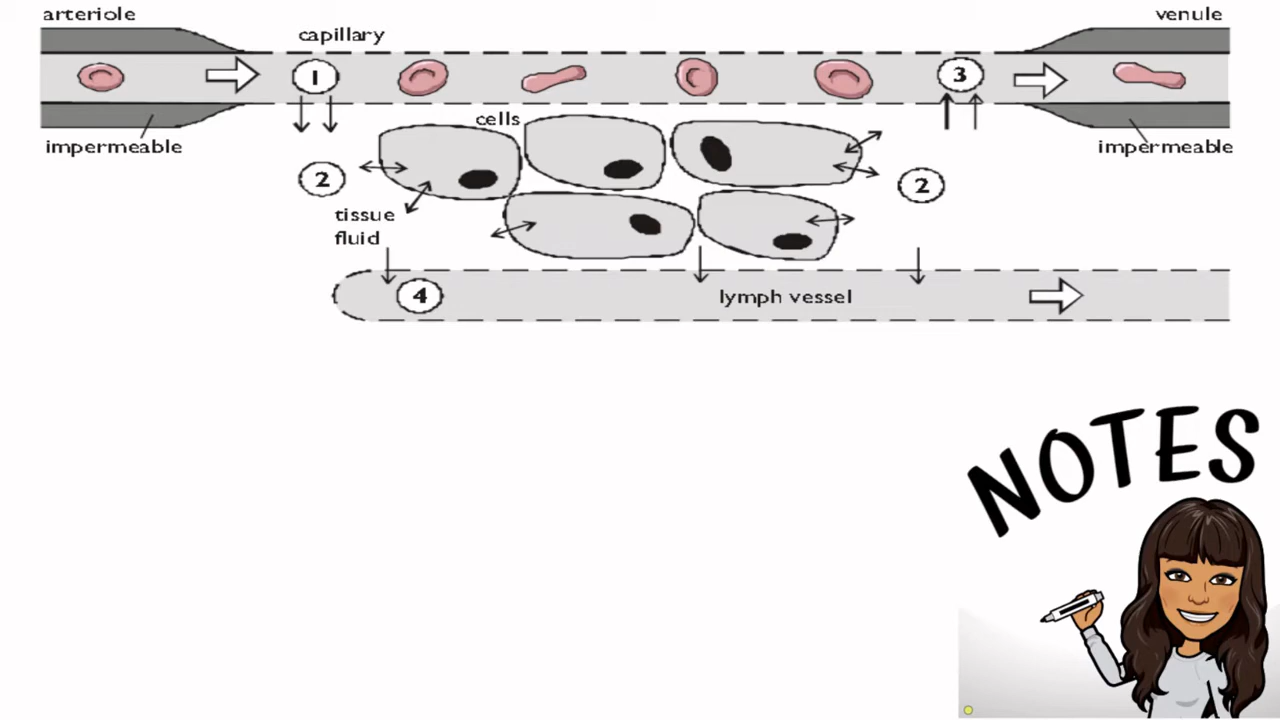 arteriole
capillary
venule
1
3
cells
impermeable
impermeable
2
2
tissue
fluid
4
lymph vessel
NOTES